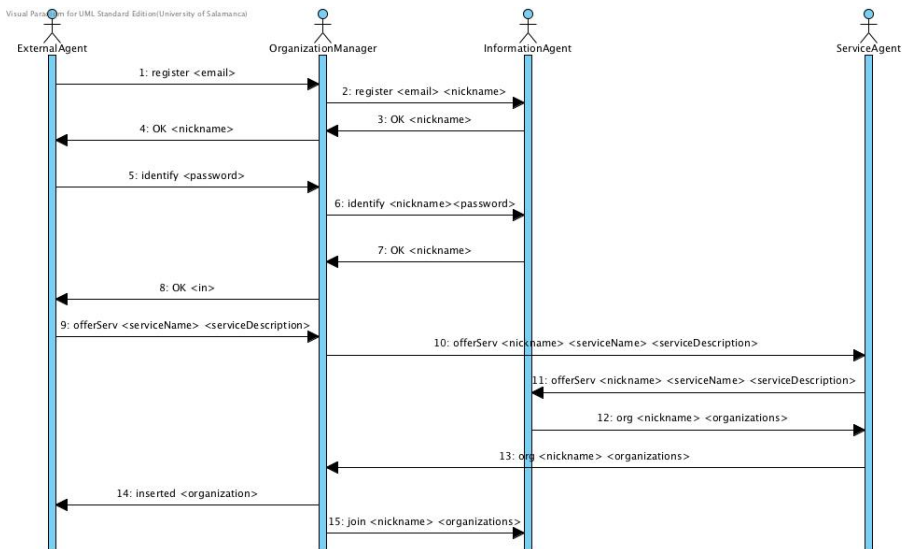 Visual Paradigm for UML Standard Edition(University of Salamanca)
ExternalAgent
OrganizationManager
InformationAgent
ServiceAgent
1: register <email>
2: register <email> <nickname>
3: OK <nickname>
4: OK <nickname>
5: identify <password>
6: identify <nickname><password>
7: OK <nickname>
8: OK <in>
9: offerServ <serviceName> <serviceDescription>
10: offerServ <nickname> <serviceName> <serviceDescription>
11: offerServ <nickname> <serviceName> <serviceDescription>
12: org <nickname> <organizations>
13: org <nickname> <organizations>
14: inserted <organization>
15: join <nickname> <organizations>